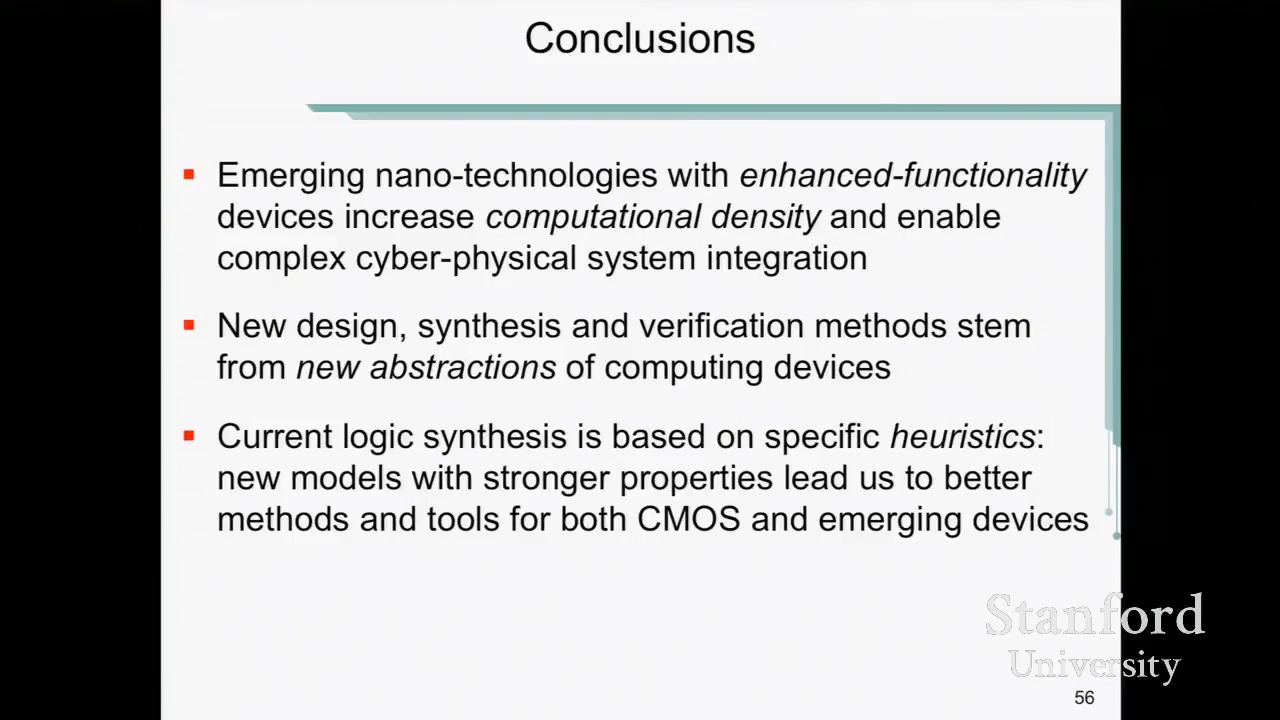 Conclusions
Emerging nano-technologies with enhanced-functionality
devices increase computational density and enable
complex cyber-physical system integration
New design, synthesis and verification methods stem
from new abstractions of computing devices
Current logic synthesis is based on specific heuristics:
new models with stronger properties lead us to better
methods and tools for both CMOS and emerging devices
Stanford
University
56